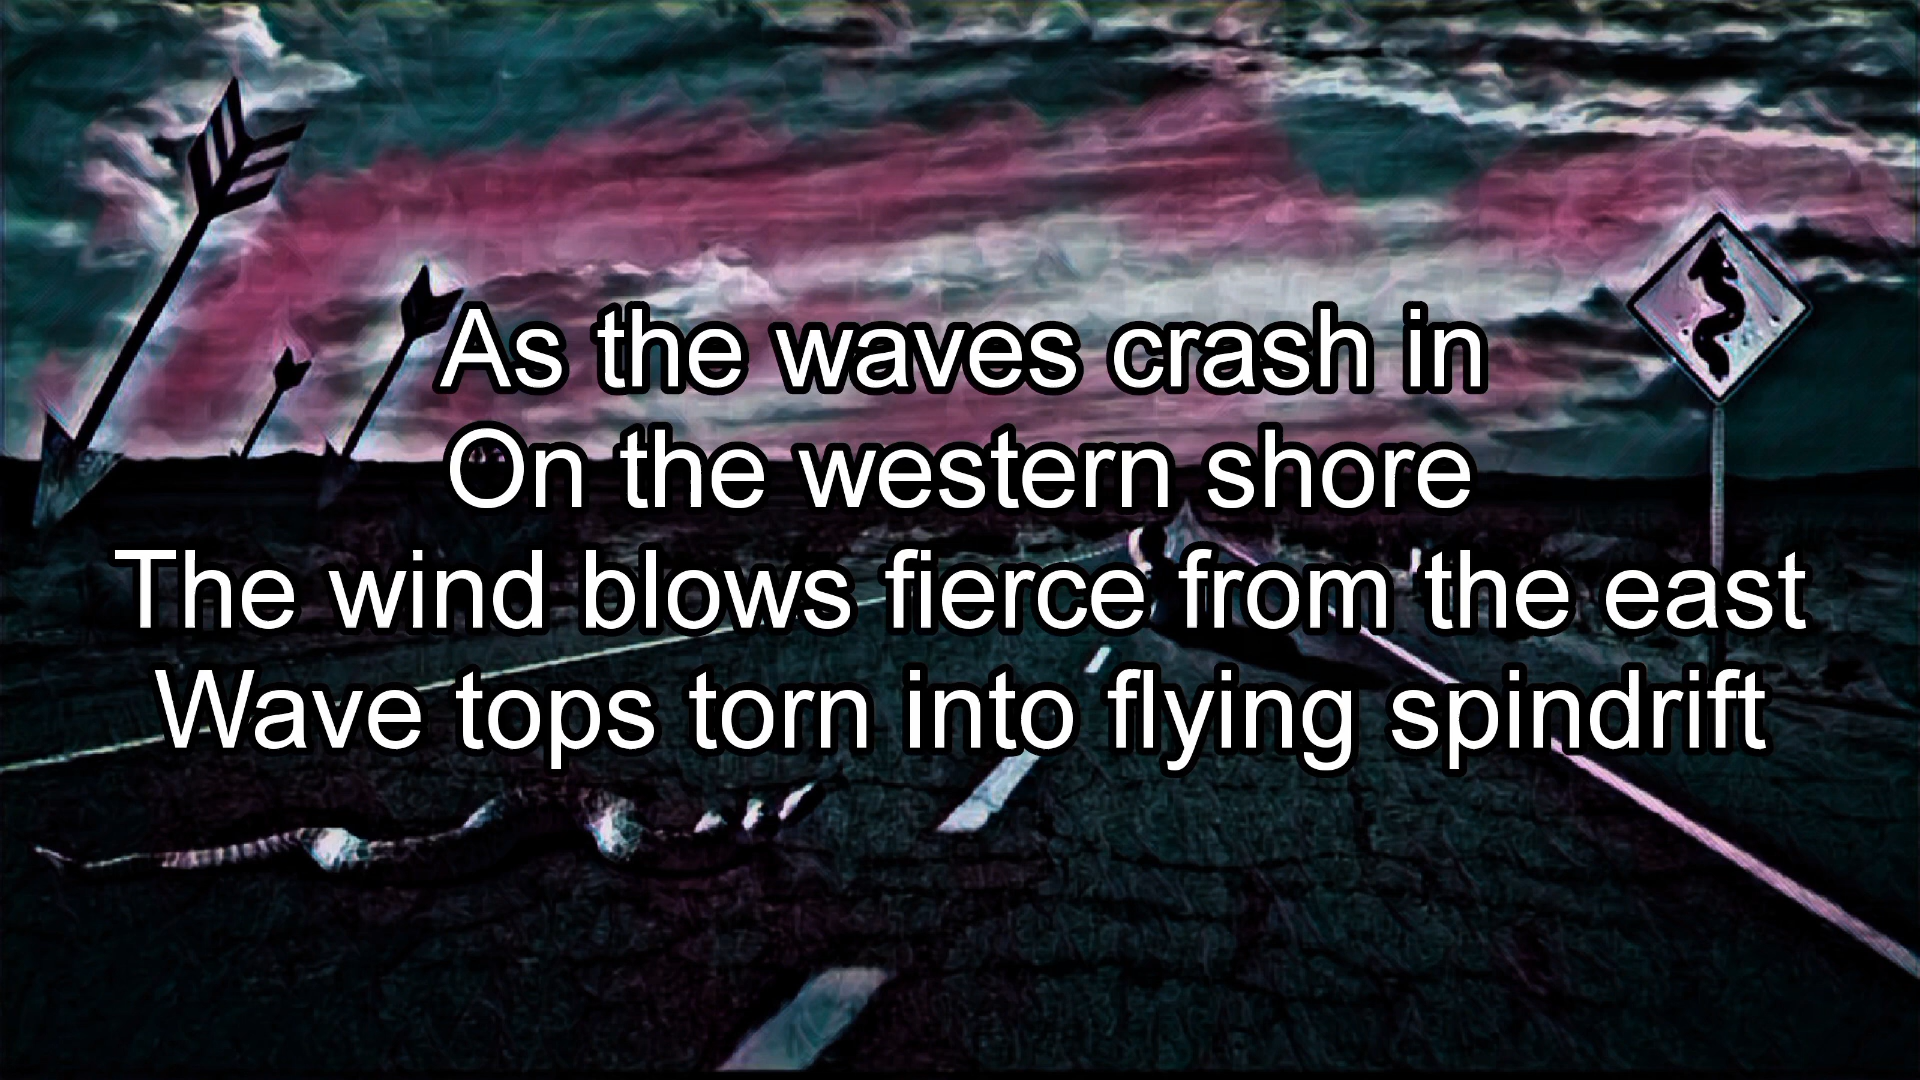 As the waves crash in
On the western shore
The wind blows fierce from the east
Wave tops torn into flying spindrift